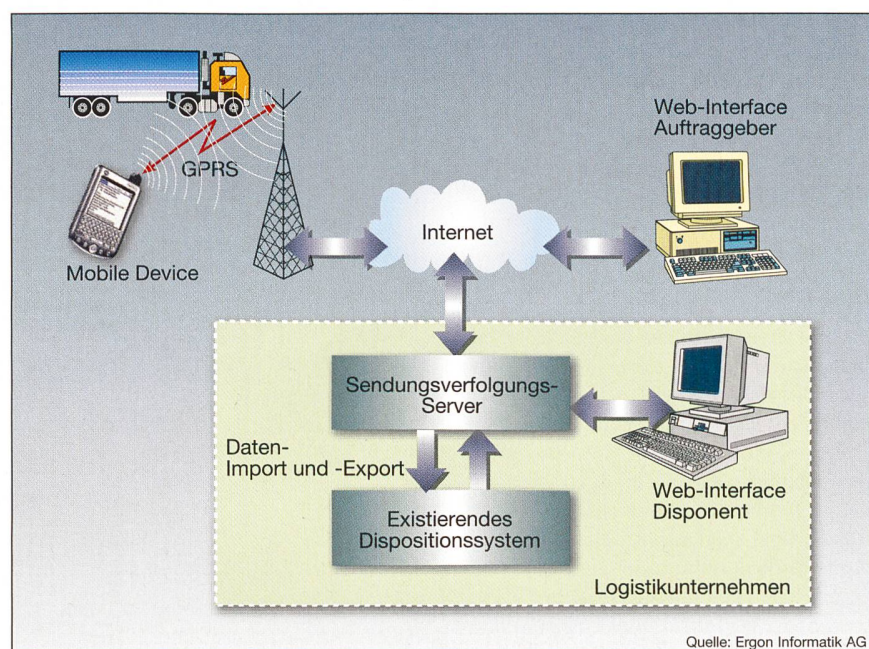 GPRS
Mobile Device
Internet
Web-Interface
Auftraggeber
Sendungsverfolgungs-
Server
Daten-
Import und -Export
Existierendes
Dispositionssystem
Web-Interface
Disponent
Logistikunternehmen
Quelle: Ergon Informatik AG